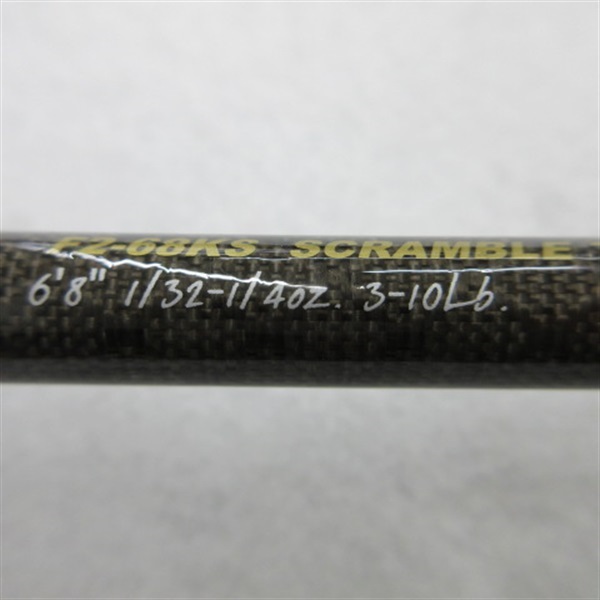 FZ-68KS SCRAMBLE
6'8" 1/32-1/4oz. 3-10Lb.